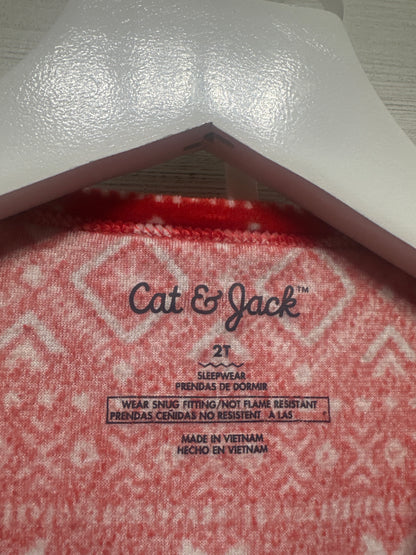 Cat & Jack™
2T
SLEEPWEAR
PRENDAS DE DORMIR
WEAR SNUG FITTING/NOT FLAME RESISTANT
PRENDAS CEÑIDAS NO RESISTENT A LAS
MADE IN VIETNAM
HECHO EN VIETNAM